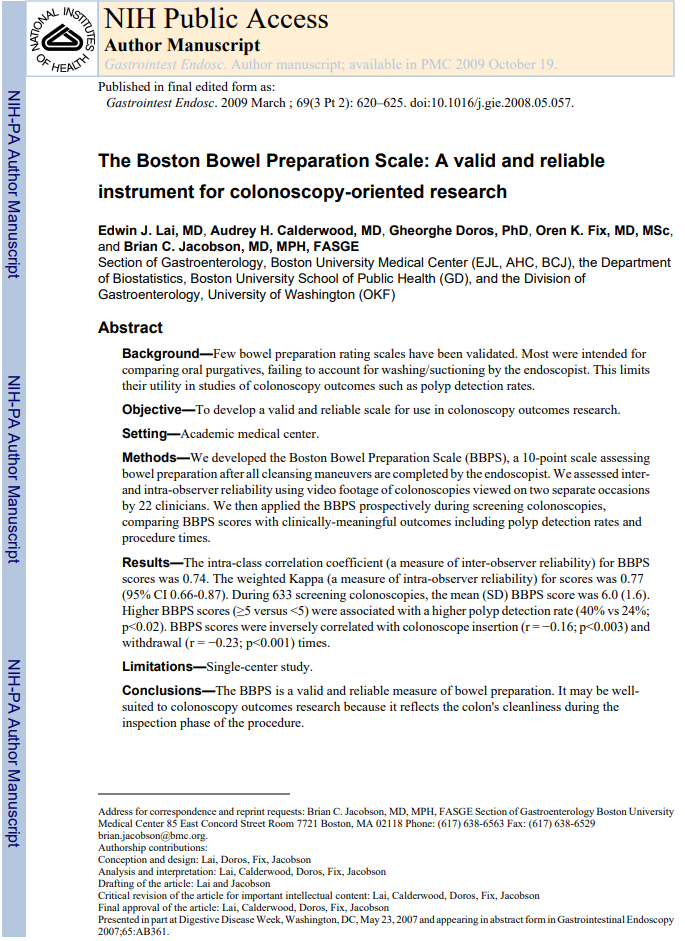 NATIONAL INSTITUTES
OF HEALTH
NIH Public Access
Author Manuscript
Gastrointest Endosc. Author manuscript; available in PMC 2009 October 19.
Published in final edited form as:
Gastrointest Endosc. 2009 March ; 69(3 Pt 2): 620–625. doi:10.1016/j.gie.2008.05.057.
The Boston Bowel Preparation Scale: A valid and reliable
instrument for colonoscopy-oriented research
Edwin J. Lai, MD, Audrey H. Calderwood, MD, Gheorghe Doros, PhD, Oren K. Fix, MD, MSc,
and Brian C. Jacobson, MD, MPH, FASGE
Section of Gastroenterology, Boston University Medical Center (EJL, AHC, BCJ), the Department
of Biostatistics, Boston University School of Public Health (GD), and the Division of
Gastroenterology, University of Washington (OKF)
Abstract
Background—Few bowel preparation rating scales have been validated. Most were intended for
comparing oral purgatives, failing to account for washing/suctioning by the endoscopist. This limits
their utility in studies of colonoscopy outcomes such as polyp detection rates.
Objective—To develop a valid and reliable scale for use in colonoscopy outcomes research.
Setting—Academic medical center.
Methods—We developed the Boston Bowel Preparation Scale (BBPS), a 10-point scale assessing
bowel preparation after all cleansing maneuvers are completed by the endoscopist. We assessed inter-
and intra-observer reliability using video footage of colonoscopies viewed on two separate occasions
by 22 clinicians. We then applied the BBPS prospectively during screening colonoscopies,
comparing BBPS scores with clinically-meaningful outcomes including polyp detection rates and
procedure times.
Results—The intra-class correlation coefficient (a measure of inter-observer reliability) for BBPS
scores was 0.74. The weighted Kappa (a measure of intra-observer reliability) for scores was 0.77
(95% CI 0.66-0.87). During 633 screening colonoscopies, the mean (SD) BBPS score was 6.0 (1.6).
Higher BBPS scores (≥5 versus <5) were associated with a higher polyp detection rate (40% vs 24%;
p<0.02). BBPS scores were inversely correlated with colonoscope insertion (r = −0.16; p<0.003) and
withdrawal (r = −0.23; p<0.001) times.
Limitations—Single-center study.
Conclusions—The BBPS is a valid and reliable measure of bowel preparation. It may be well-
suited to colonoscopy outcomes research because it reflects the colon's cleanliness during the
inspection phase of the procedure.
Address for correspondence and reprint requests: Brian C. Jacobson, MD, MPH, FASGE Section of Gastroenterology Boston University
Medical Center 85 East Concord Street Room 7721 Boston, MA 02118 Phone: (617) 638-6563 Fax: (617) 638-6529
brian.jacobson@bmc.org.
Authorship contributions:
Conception and design: Lai, Doros, Fix, Jacobson
Analysis and interpretation: Lai, Calderwood, Doros, Fix, Jacobson
Drafting of the article: Lai and Jacobson
Critical revision of the article for important intellectual content: Lai, Calderwood, Doros, Fix, Jacobson
Final approval of the article: Lai, Calderwood, Doros, Fix, Jacobson
Presented in part at Digestive Disease Week, Washington, DC, May 23, 2007 and appearing in abstract form in Gastrointestinal Endoscopy
2007;65:AB361.
NIH-PA Author Manuscript
NIH-PA Author Manuscript
NIH-PA Author Manuscript